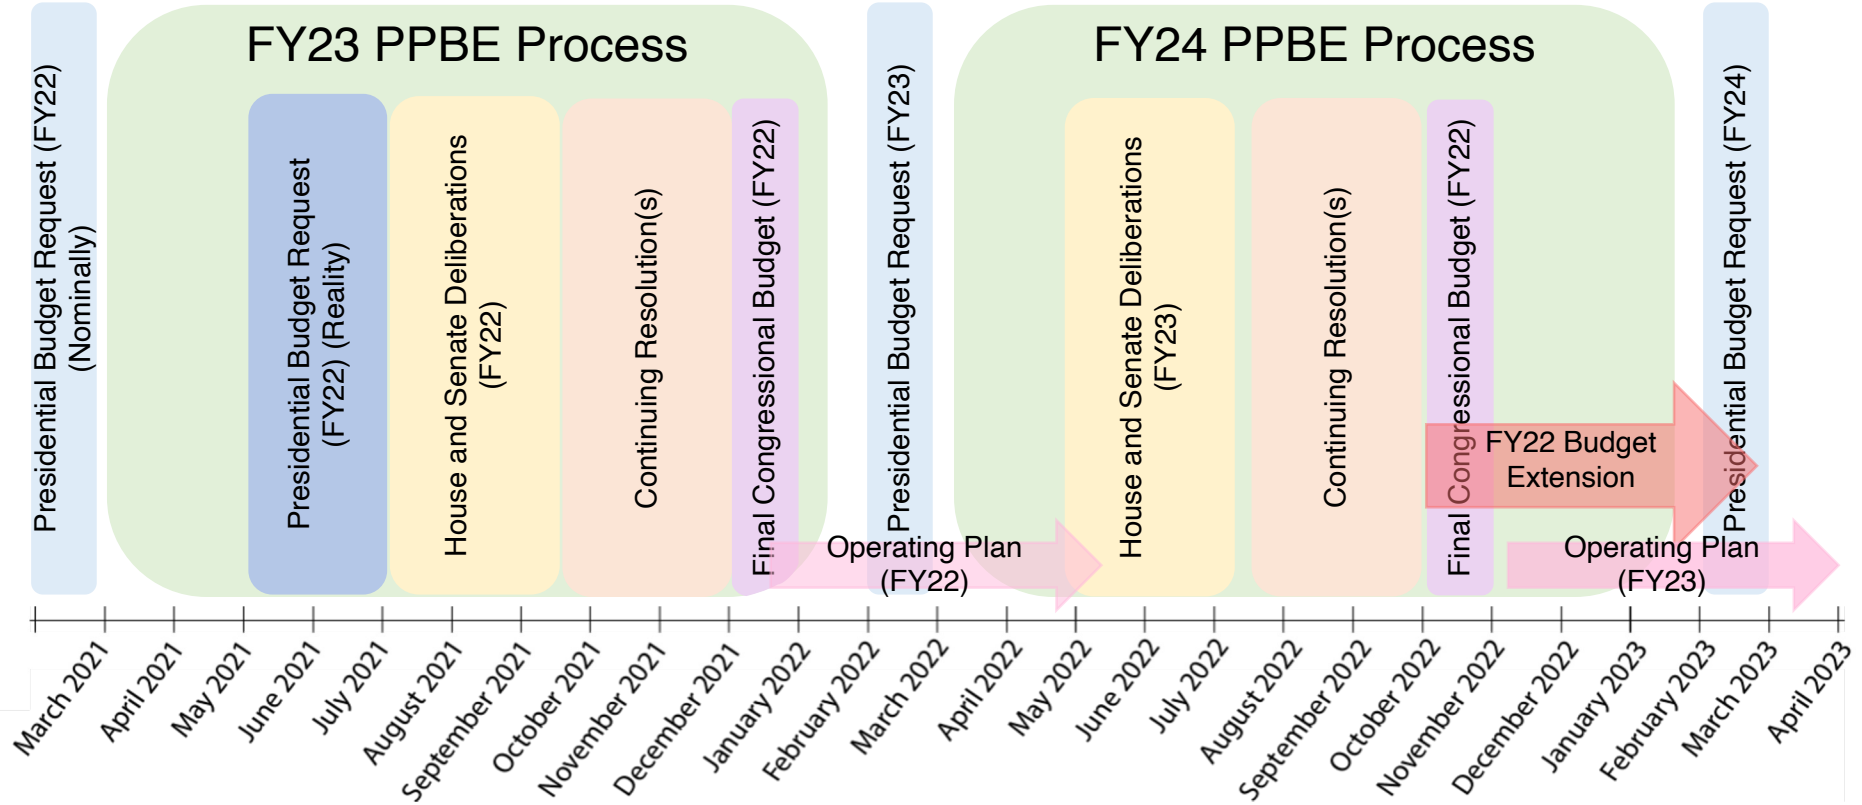 FY23 PPBE Process
FY24 PPBE Process
Presidential Budget Request (FY22)
(Nominally)
Presidential Budget Request
(FY22) (Reality)
House and Senate Deliberations
(FY22)
Continuing Resolution(s)
Final Congressional Budget (FY22)
Presidential Budget Request (FY23)
House and Senate Deliberations
(FY23)
Continuing Resolution(s)
Final Congressional Budget (FY22)
Presidential Budget Request (FY24)
FY22 Budget
Extension
Operating Plan
(FY22)
Operating Plan
(FY23)
March 2021
April 2021
May 2021
June 2021
July 2021
August 2021
September 2021
October 2021
November 2021
December 2021
January 2022
February 2022
March 2022
April 2022
May 2022
June 2022
July 2022
August 2022
September 2022
October 2022
November 2022
December 2022
January 2023
February 2023
March 2023
April 2023